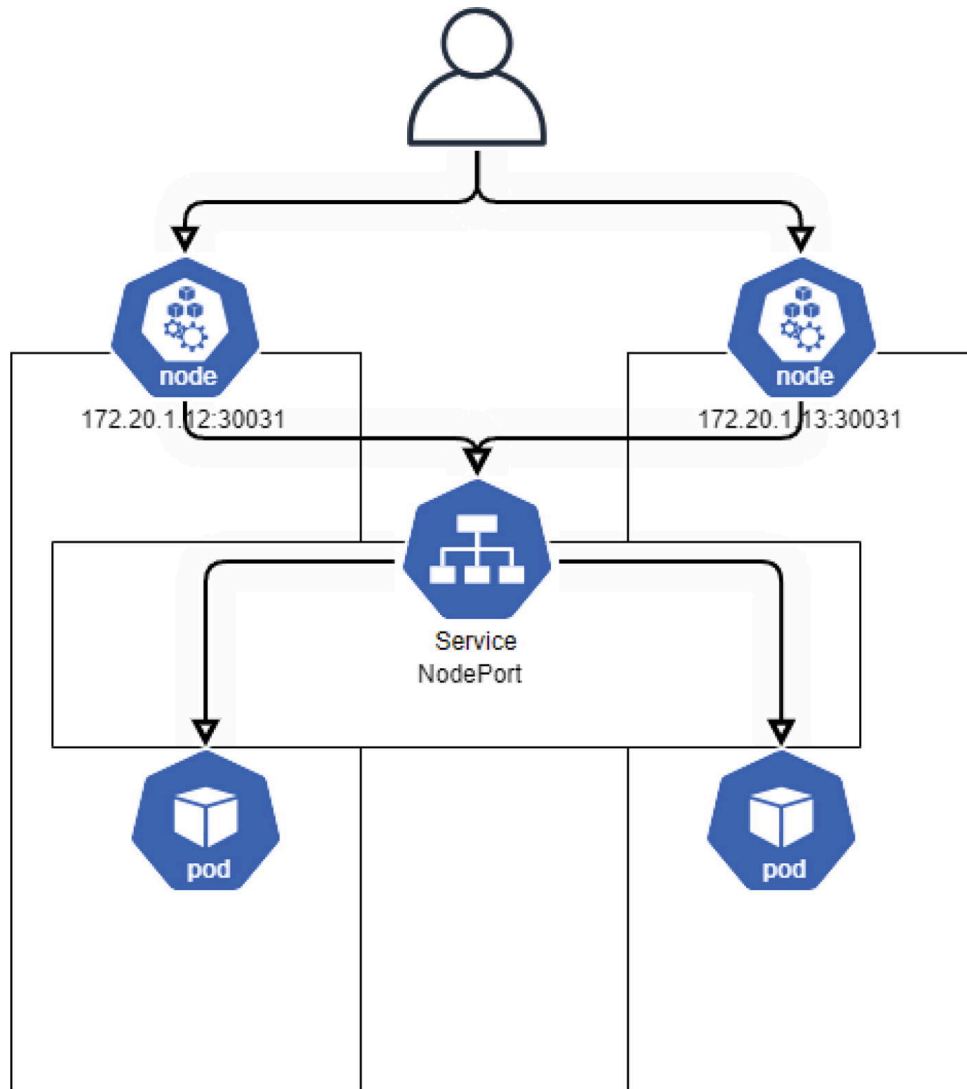 node
node
172.20.1.12:30031
172.20.1.13:30031
Service
NodePort
pod
pod